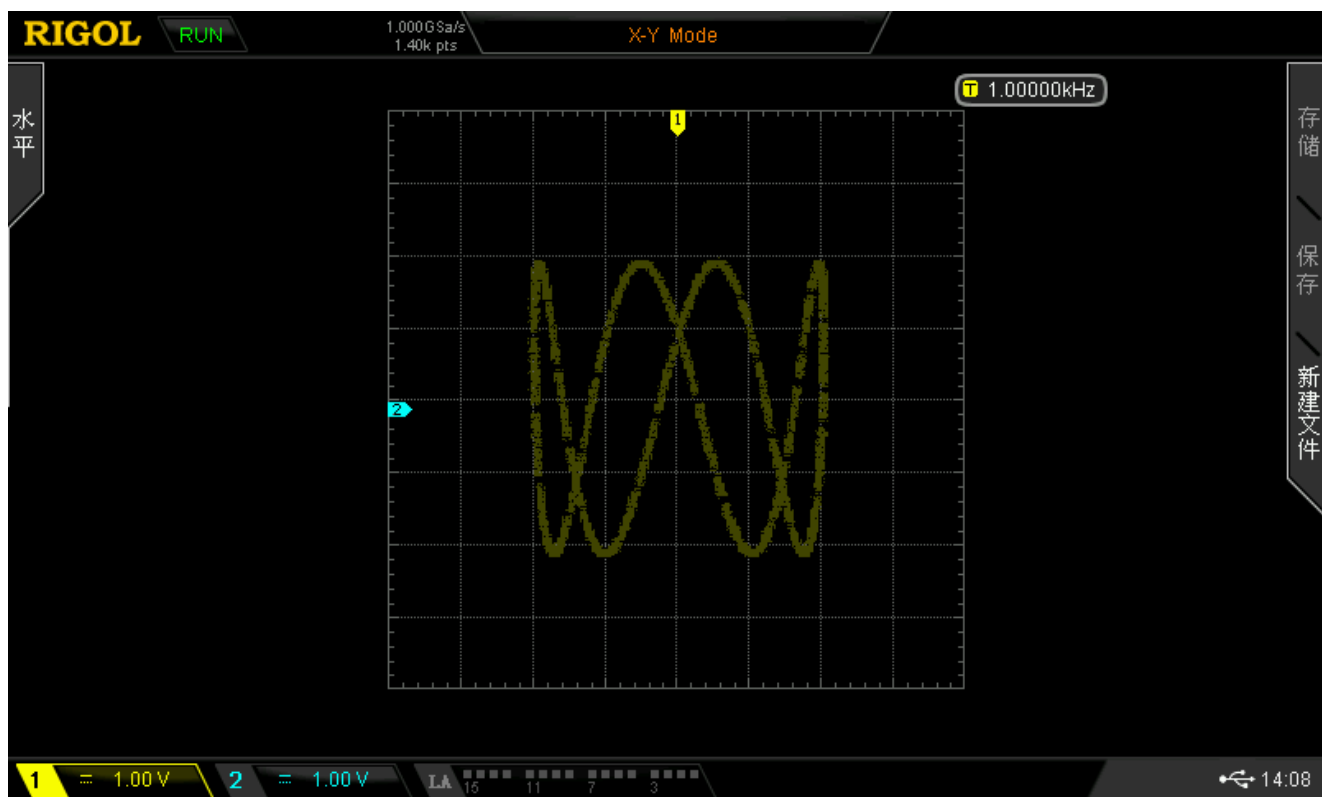 RIGOL
RUN
1.000GSa/s
1.40k pts
X-Y Mode
T 1.00000kHz
水平
1
2
存储
保存
新建文件
1 1.00 V
2 1.00 V
LA 15 11 7 3
14:08